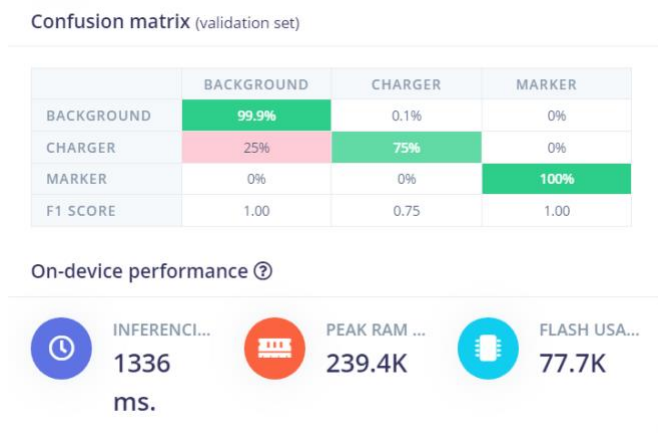 Confusion matrix (validation set)
BACKGROUND CHARGER MARKER
BACKGROUND 99.9% 0.1% 0%
CHARGER 25% 75% 0%
MARKER 0% 0% 100%
F1 SCORE 1.00 0.75 1.00
On-device performance ?
INFERENCI... PEAK RAM ... FLASH USA...
1336 239.4K 77.7K
ms.